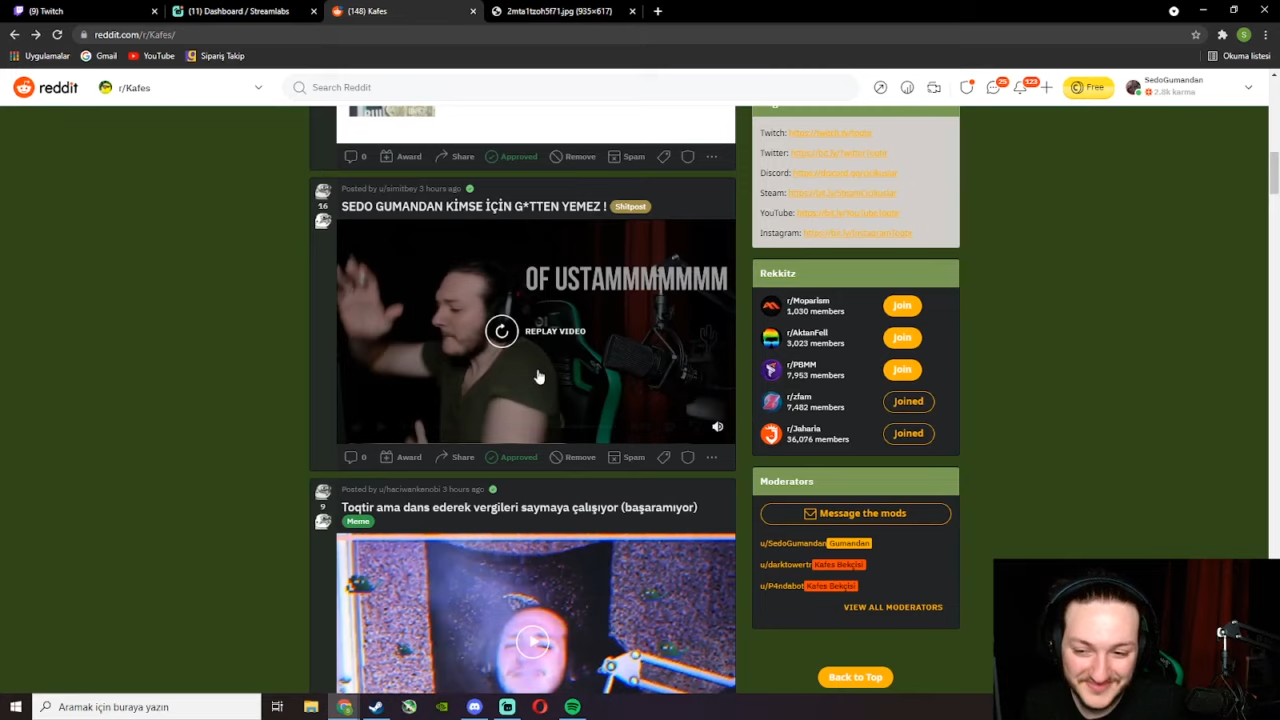 (9) Twitch
(11) Dashboard / Streamlabs
(148) Kafes
2mta1tzoh5f71.jpg (935×617)
reddit.com/r/Kafes/
S
Uygulamalar
Gmail
YouTube
Sipariş Takip
Okuma listesi
reddit
r/Kafes
Search Reddit
25
123
Free
SedoGumandan
2.8k karma
0 Award Share Approved Remove Spam
Posted by u/simitbey 3 hours ago
16
SEDO GUMANDAN KİMSE İÇİN G*TTEN YEMEZ ! Shitpost
OF USTAMMMMMMM
REPLAY VIDEO
0 Award Share Approved Remove Spam
Posted by u/haciwankenobi 3 hours ago
9
Toqtir ama dans ederek vergileri saymaya çalışıyor (başaramıyor)
Meme
Twitch:
Twitter:
Discord:
Steam:
YouTube:
Instagram:
Rekkitz
r/Moparism
1,030 members
Join
r/AktanFell
3,023 members
Join
r/PBMM
7,953 members
Join
r/zfam
7,482 members
Joined
r/Jaharia
36,076 members
Joined
Moderators
Message the mods
u/SedoGumandan Gumandan
u/darktowertr Kafes Bekçisi
u/P4ndabot Kafes Bekçisi
VIEW ALL MODERATORS
Back to Top
Aramak için buraya yazın